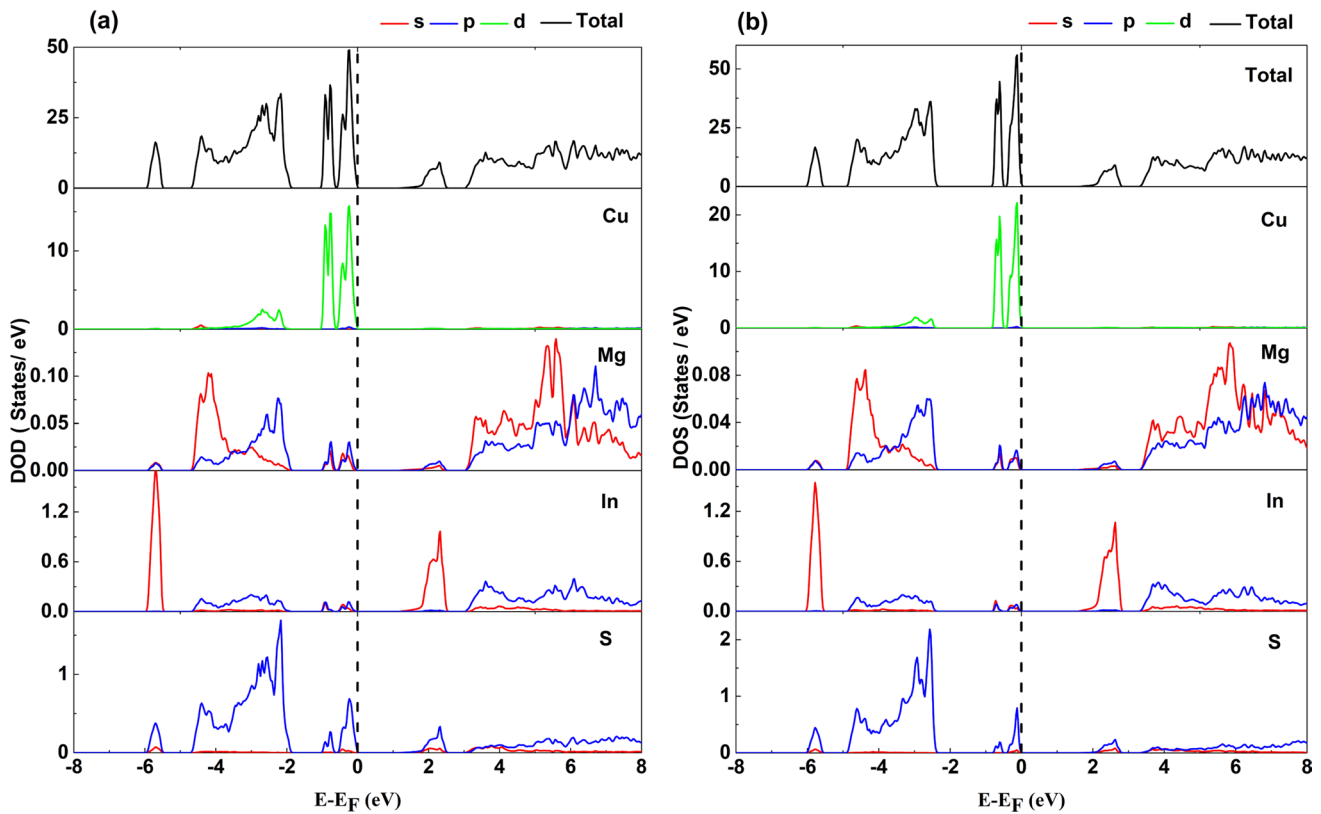 (a)
s p d Total
50
25
0
Cu
10
0
DOD ( States/ eV)
Mg
0.10
0.05
0.00
In
1.2
0.6
0.0
S
1
0
-8 -6 -4 -2 0 2 4 6 8
E-EF (eV)
(b)
s p d Total
Total
50
25
0
Cu
20
10
0
DOS (States / eV)
Mg
0.08
0.04
0.00
In
1.2
0.6
0.0
S
2
1
0
-8 -6 -4 -2 0 2 4 6 8
E-EF (eV)